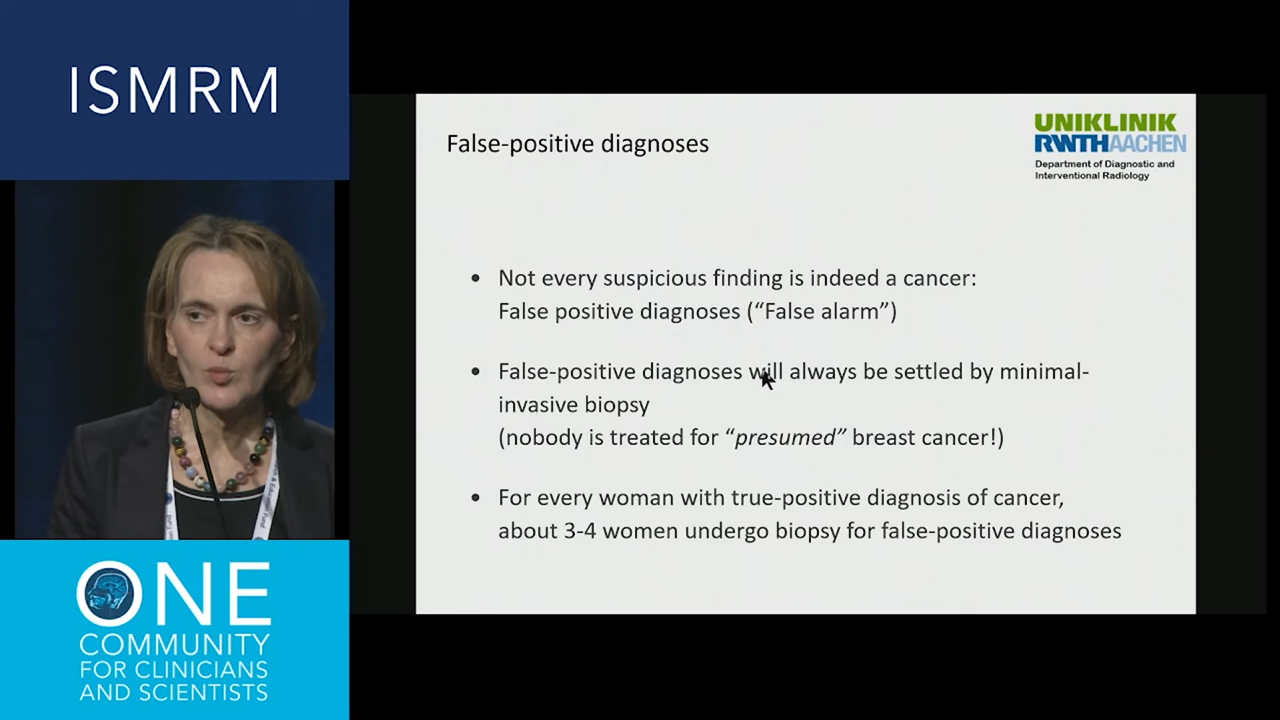 ISMRM
ONE
COMMUNITY
FOR CLINICIANS
AND SCIENTISTS
False-positive diagnoses
UNIKLINIK
RWTHAACHEN
Department of Diagnostic and
Interventional Radiology
• Not every suspicious finding is indeed a cancer:
False positive diagnoses (“False alarm”)
• False-positive diagnoses will always be settled by minimal-
invasive biopsy
(nobody is treated for “presumed” breast cancer!)
• For every woman with true-positive diagnosis of cancer,
about 3-4 women undergo biopsy for false-positive diagnoses